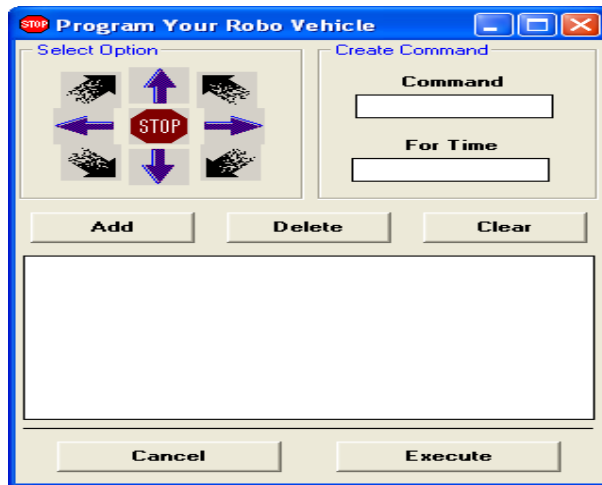 STOP Program Your Robo Vehicle
Select Option
Create Command
Command
STOP
For Time
Add Delete Clear
Cancel Execute